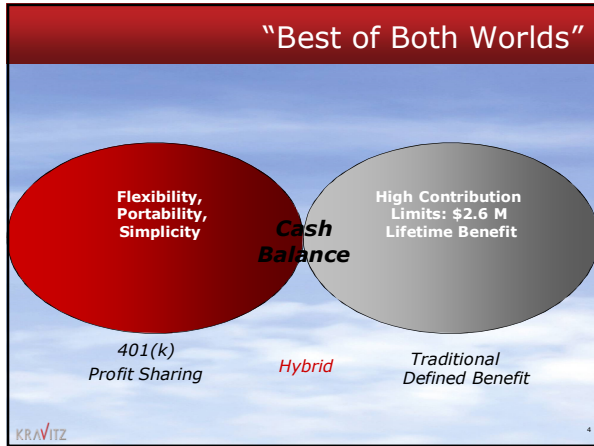 “Best of Both Worlds”
Flexibility,
Portability,
Simplicity
Cash
Balance
High Contribution
Limits: $2.6 M
Lifetime Benefit
401(k)
Profit Sharing
Hybrid
Traditional
Defined Benefit
KRAVITZ
4